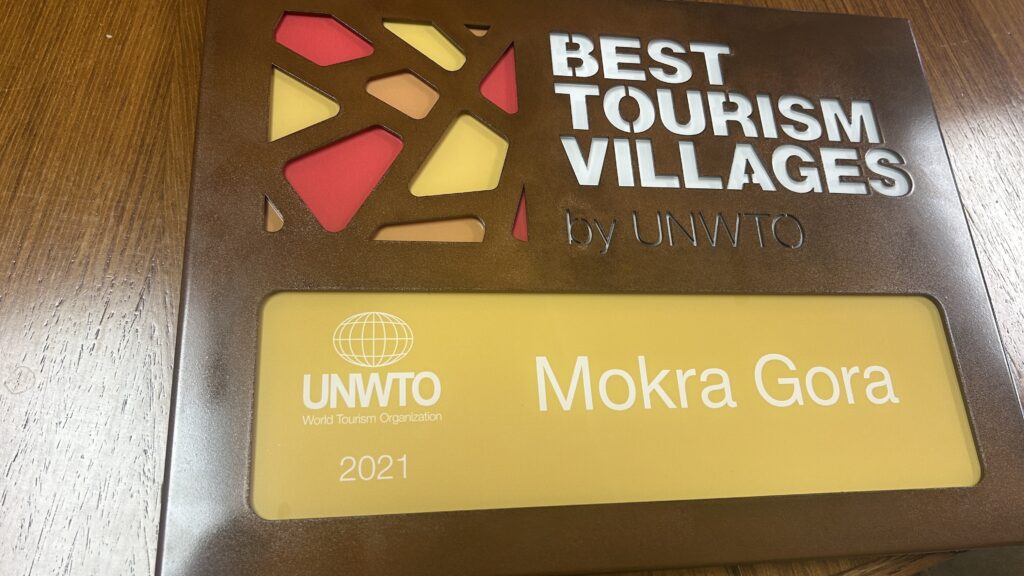 BEST
TOURISM
VILLAGES
by UNWTO
UNWTO
World Tourism Organization
2021
Mokra Gora